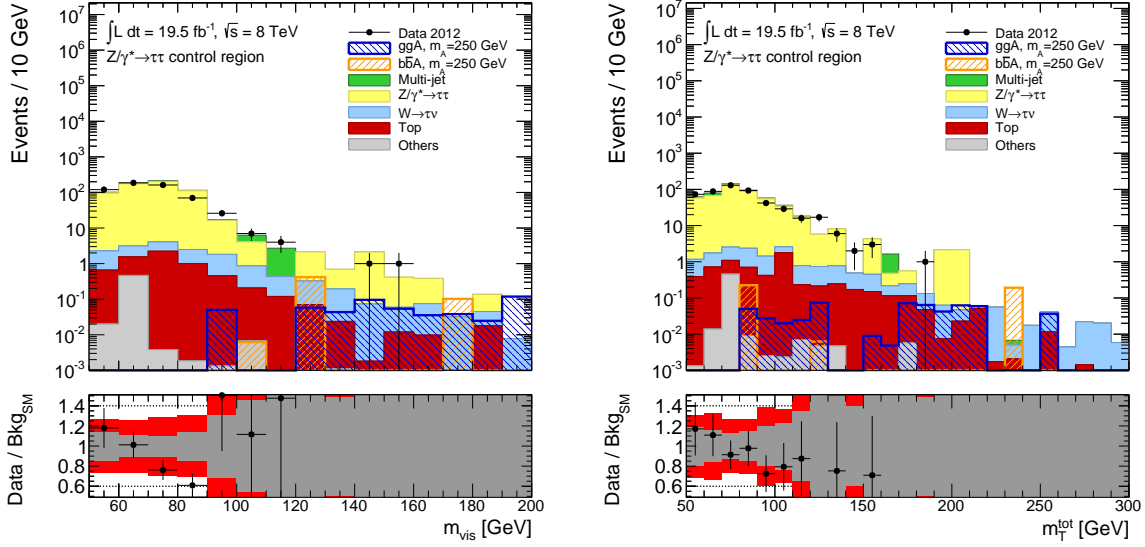 Events / 10 GeV
10⁷
10⁶
10⁵
10⁴
10³
10²
10
1
10⁻¹
10⁻²
10⁻³
∫L dt = 19.5 fb⁻¹, √s = 8 TeV
Z/γ*→ττ control region
Data 2012
ggA, m_A=250 GeV
bb̄A, m_A=250 GeV
Multi-jet
Z/γ*→ττ
W→τν
Top
Others
Data / Bkg_SM
1.4
1.2
1
0.8
0.6
60 80 100 120 140 160 180 200
m_vis [GeV]
Events / 10 GeV
10⁷
10⁶
10⁵
10⁴
10³
10²
10
1
10⁻¹
10⁻²
10⁻³
∫L dt = 19.5 fb⁻¹, √s = 8 TeV
Z/γ*→ττ control region
Data 2012
ggA, m_A=250 GeV
bb̄A, m_A=250 GeV
Multi-jet
Z/γ*→ττ
W→τν
Top
Others
Data / Bkg_SM
1.4
1.2
1
0.8
0.6
50 100 150 200 250 300
m_T^tot [GeV]